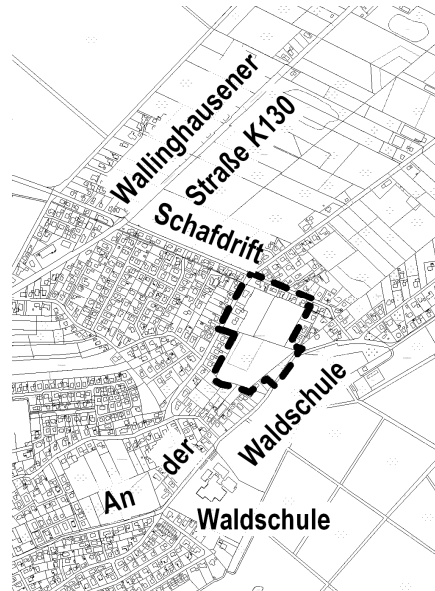 Wallinghausener
Straße K130
Schafdrift
An der Waldschule
Waldschule